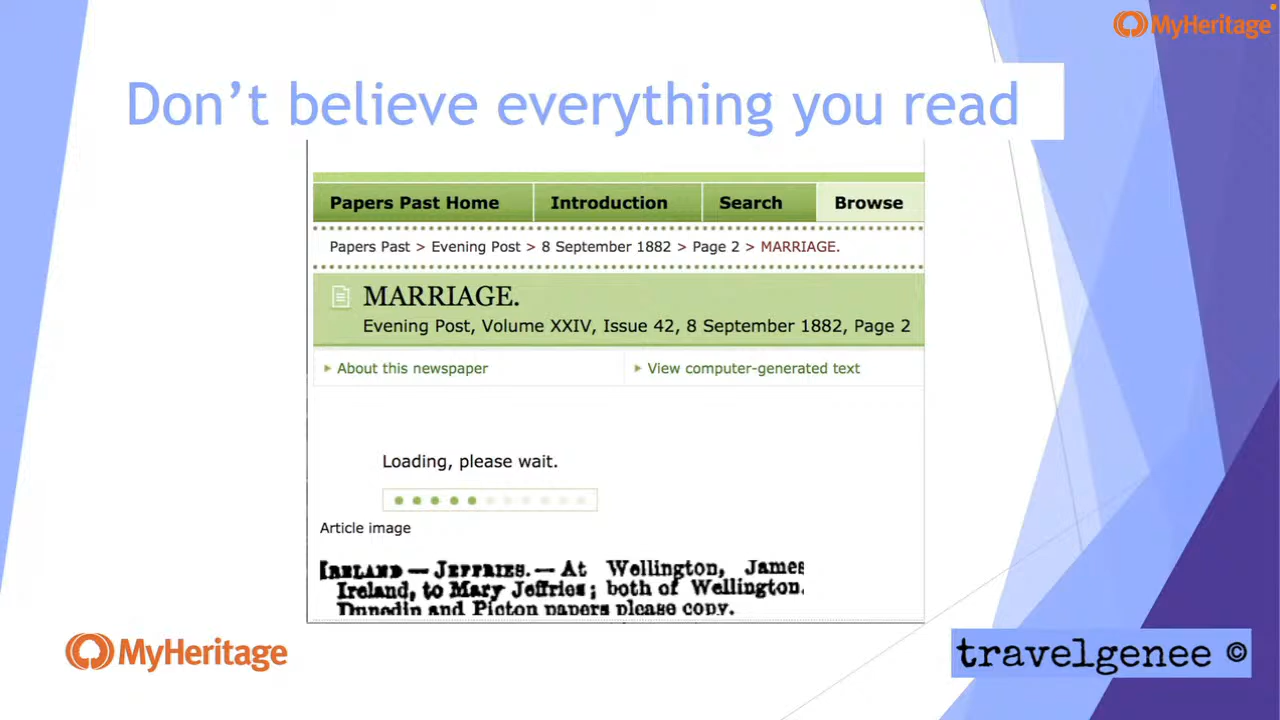 MyHeritage
Don't believe everything you read
Papers Past Home Introduction Search Browse
Papers Past > Evening Post > 8 September 1882 > Page 2 > MARRIAGE.
MARRIAGE.
Evening Post, Volume XXIV, Issue 42, 8 September 1882, Page 2
About this newspaper View computer-generated text
Loading, please wait.
Article image
IRELAND — JEFFRIES. — At Wellington, James
Ireland, to Mary Jeffries; both of Wellington.
Dunedin and Picton papers please copy.
MyHeritage
travelgenee ©